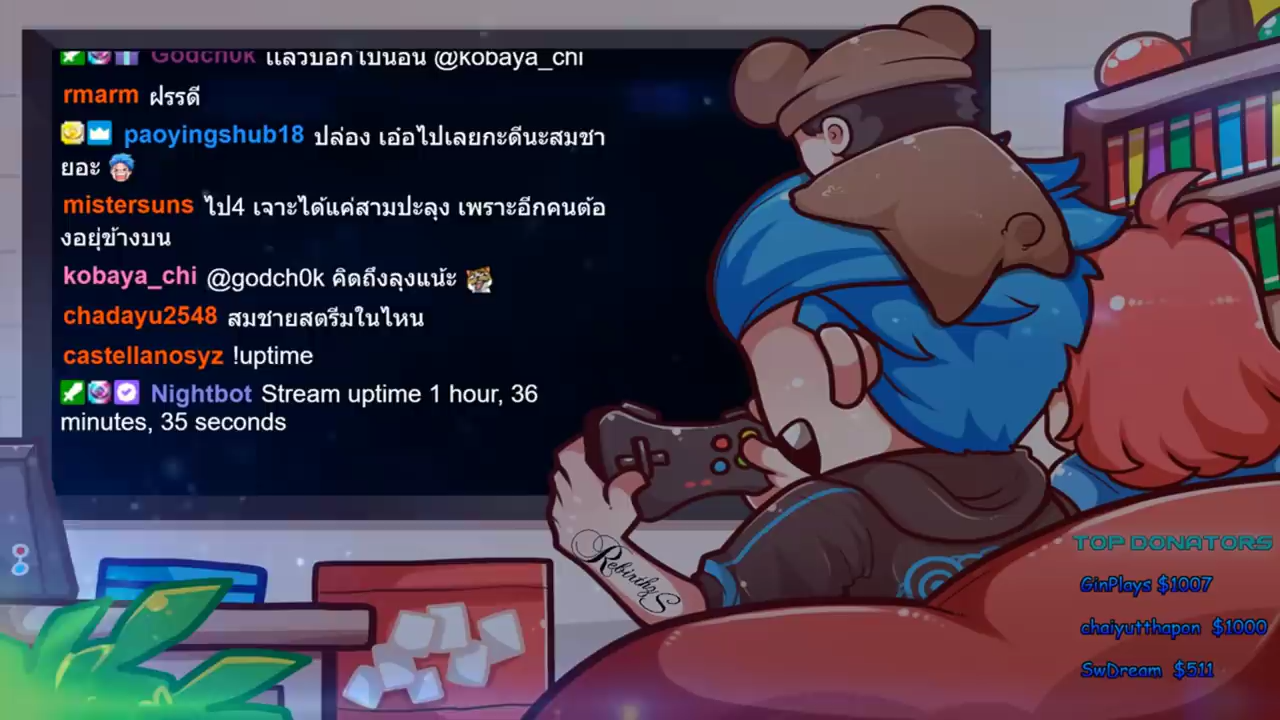 Godch0k แล้วบอกไปนอน @kobaya_chi
rmarm ฝรรดี
paoyingshub18 ปล่อง เอ๋อไปเลยกะดีนะสมชา
ยอะ
mistersuns ไป4 เจาะได้แค่สามปะลุง เพราะอีกคนต้อ
งอยุ่ข้างบน
kobaya_chi @godch0k คิดถึงลุงแน้ะ
chadayu2548 สมชายสตรีมในไหน
castellanosyz !uptime
Nightbot Stream uptime 1 hour, 36
minutes, 35 seconds
RebirthzS
TOP DONATORS
GinPlays $1007
chaiyutthapon $1000
SwDream $511